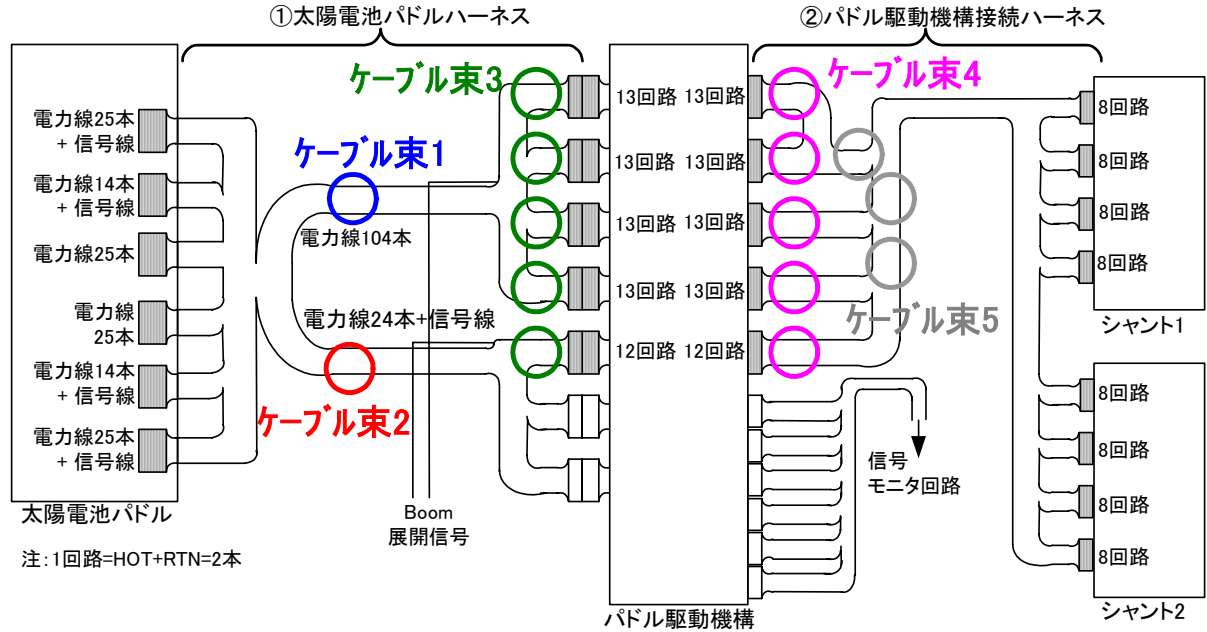 ①太陽電池パドルハーネス
②パドル駆動機構接続ハーネス
電力線25本
+ 信号線
電力線14本
+ 信号線
電力線25本
電力線
25本
電力線14本
+ 信号線
電力線25本
+ 信号線
太陽電池パドル
注:1回路=HOT+RTN=2本
ケーブル束1
電力線104本
電力線24本+信号線
ケーブル束2
Boom
展開信号
ケーブル束3
13回路 13回路
13回路 13回路
13回路 13回路
13回路 13回路
12回路 12回路
パドル駆動機構
ケーブル束4
ケーブル束5
信号
モニタ回路
8回路
8回路
8回路
8回路
シャント1
8回路
8回路
8回路
8回路
シャント2